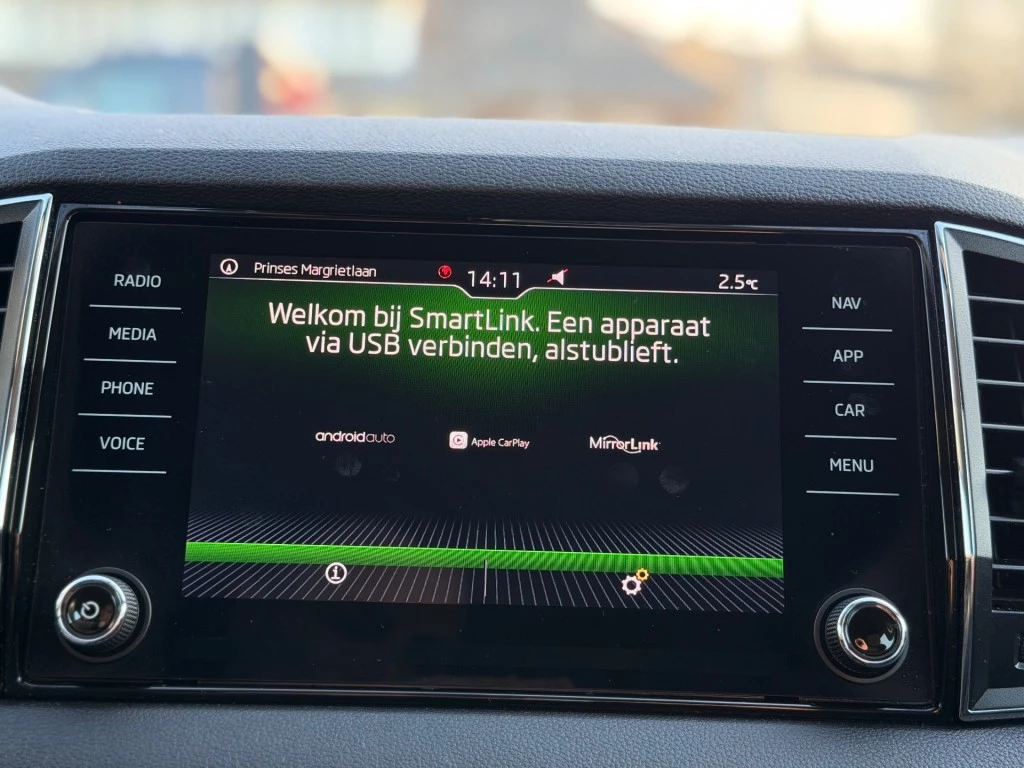 Prinses Margrietlaan 14:11 2.5°C
Welkom bij SmartLink. Een apparaat
via USB verbinden, alstublieft.
androidauto Apple CarPlay MirrorLink
RADIO
MEDIA
PHONE
VOICE
NAV
APP
CAR
MENU